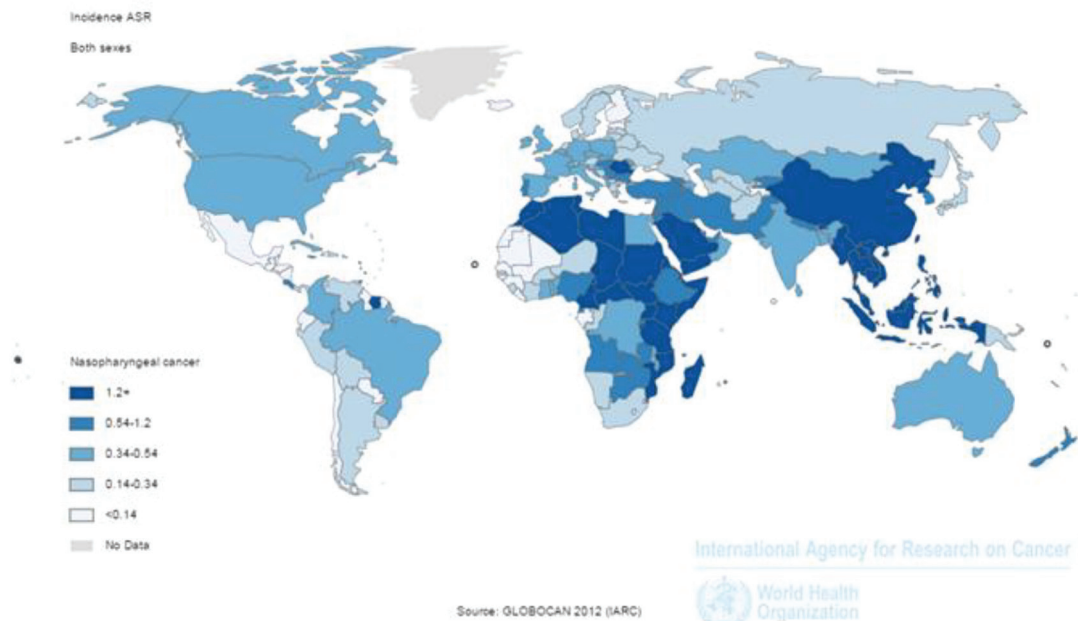 Incidence ASR
Both sexes
Nasopharyngeal cancer
1.2+
0.54-1.2
0.34-0.54
0.14-0.34
<0.14
No Data
International Agency for Research on Cancer
World Health
Organization
Source: GLOBOCAN 2012 (IARC)